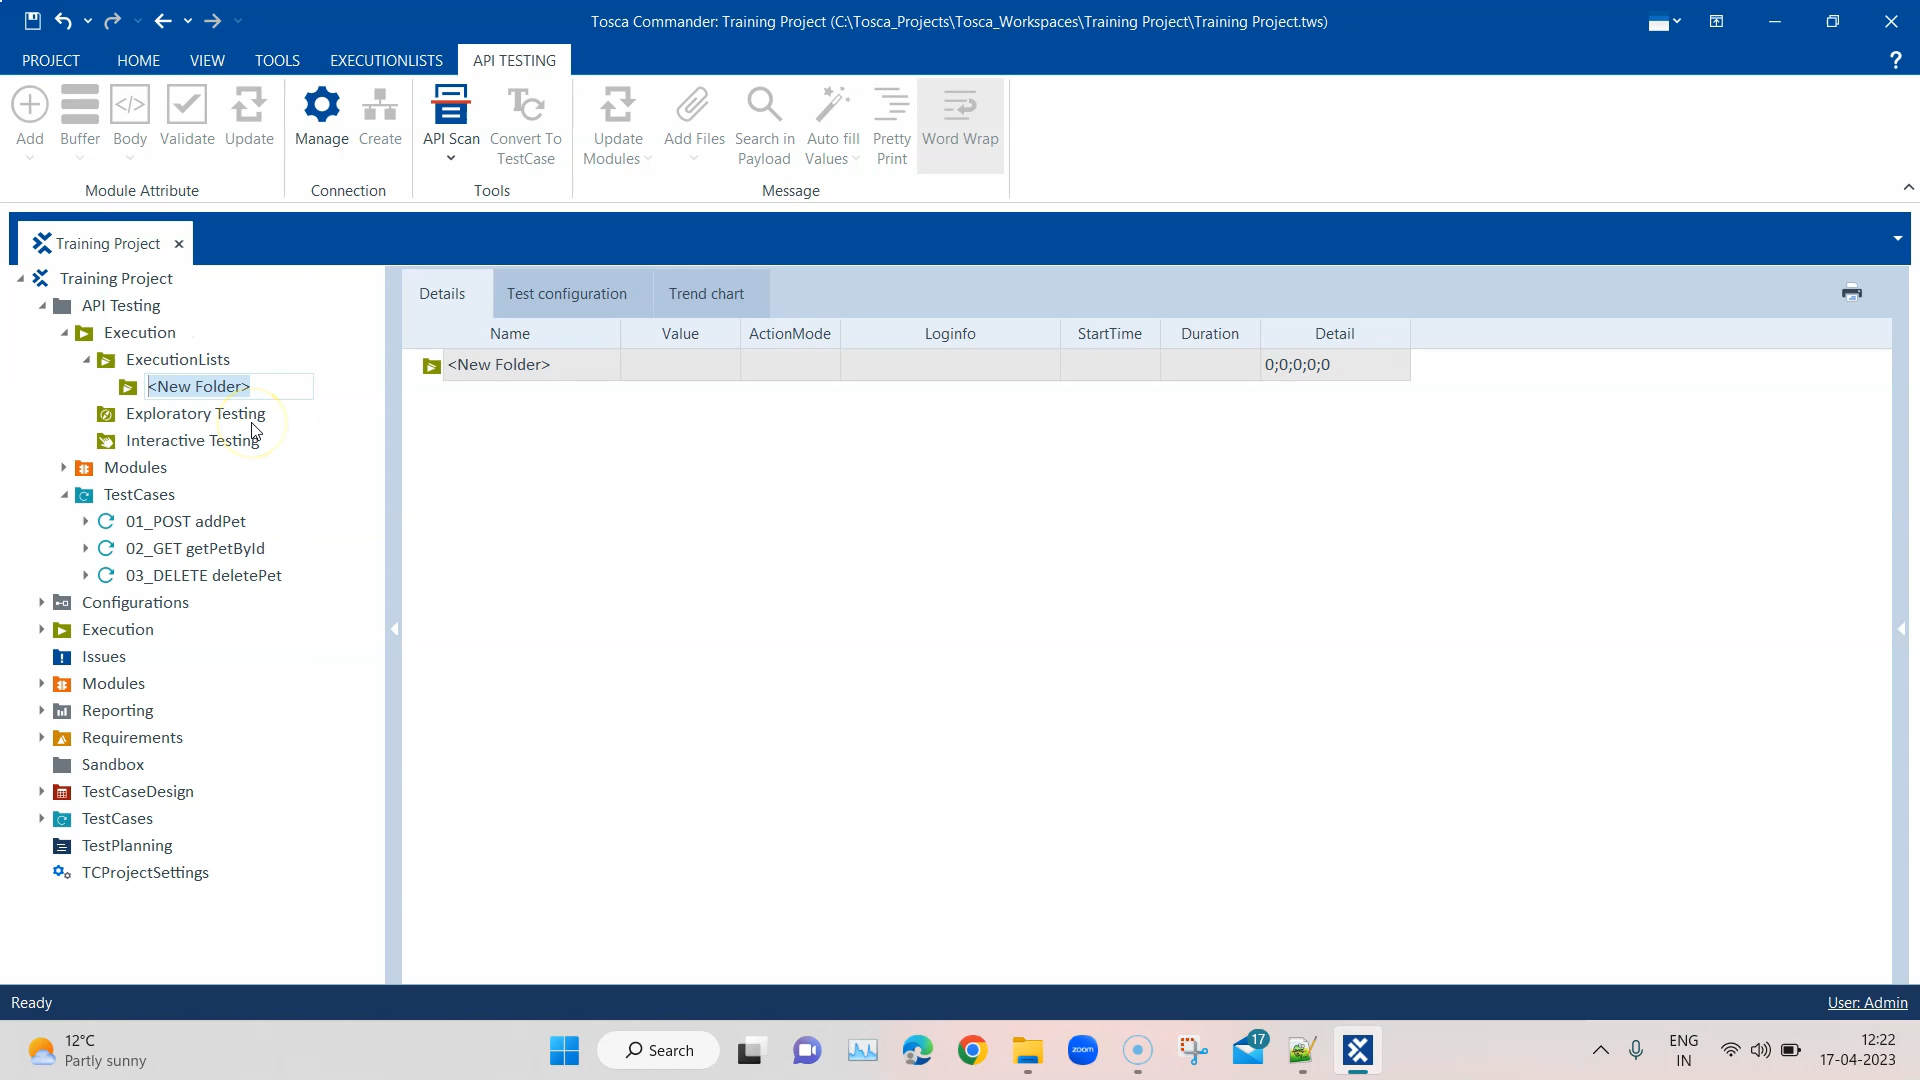 Tosca Commander: Training Project (C:\Tosca_Projects\Tosca_Workspaces\Training Project\Training Project.tws)
PROJECT HOME VIEW TOOLS EXECUTIONLISTS API TESTING ?
Add Buffer Body Validate Update Manage Create API Scan Convert To TestCase Update Modules Add Files Search in Payload Auto fill Values Pretty Print Word Wrap
Module Attribute Connection Tools Message
Training Project
Training Project
API Testing
Execution
ExecutionLists
<New Folder>
Exploratory Testing
Interactive Testing
Modules
TestCases
01_POST addPet
02_GET getPetById
03_DELETE deletePet
Configurations
Execution
Issues
Modules
Reporting
Requirements
Sandbox
TestCaseDesign
TestCases
TestPlanning
TCProjectSettings
Details Test configuration Trend chart
Name Value ActionMode Loginfo StartTime Duration Detail
<New Folder> 0;0;0;0;0
Ready User: Admin
12°C
Partly sunny
Search
zoom
17
ENG
IN
12:22
17-04-2023